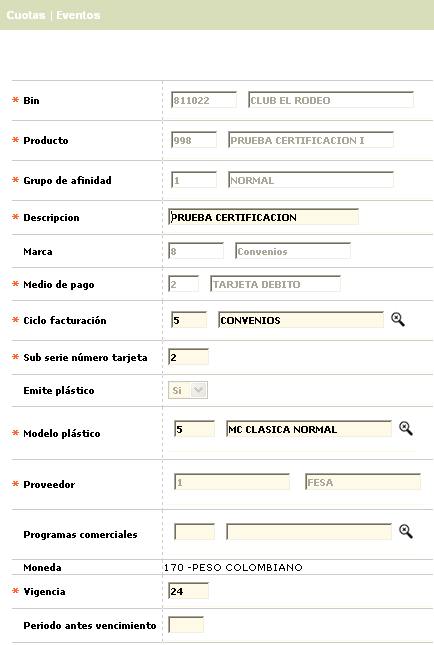 Cuotas | Eventos
* Bin 811022 CLUB EL RODEO
* Producto 998 PRUEBA CERTIFICACION I
* Grupo de afinidad 1 NORMAL
* Descripcion PRUEBA CERTIFICACION
Marca 8 Convenios
* Medio de pago 2 TARJETA DEBITO
* Ciclo facturación 5 CONVENIOS
* Sub serie número tarjeta 2
Emite plástico Si
* Modelo plástico 5 MC CLASICA NORMAL
* Proveedor 1 FESA
Programas comerciales
Moneda 170 -PESO COLOMBIANO
* Vigencia 24
Periodo antes vencimiento